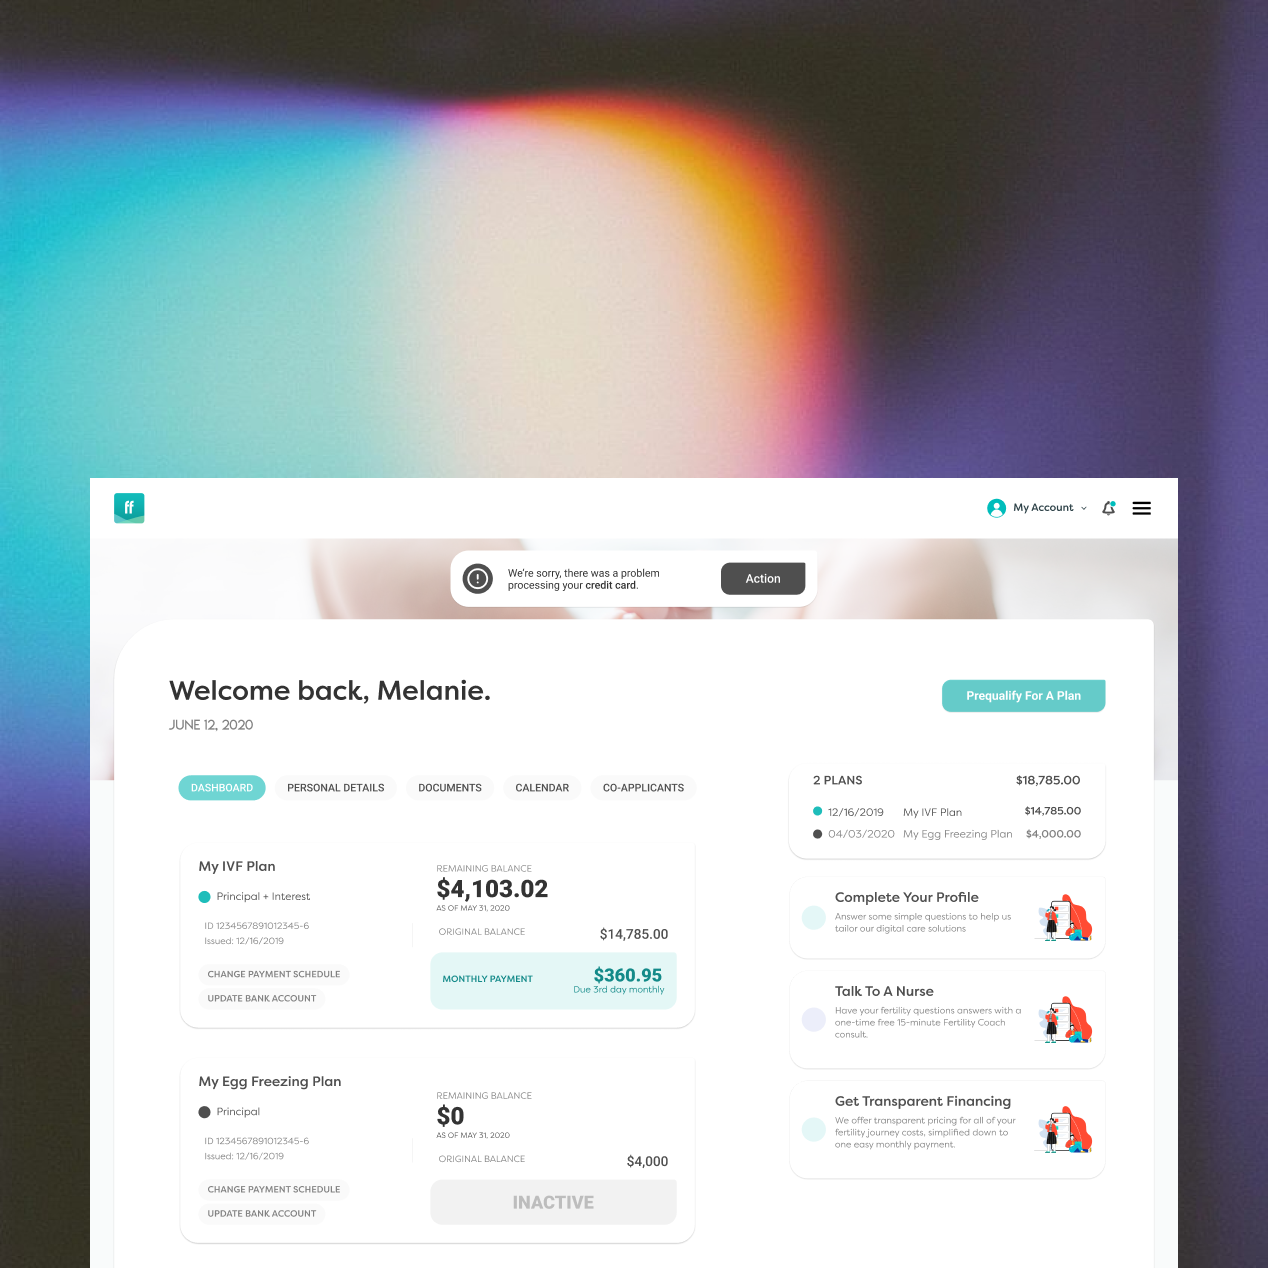 ff
My Account
We're sorry, there was a problem
processing your credit card.
Action
Welcome back, Melanie.
JUNE 12, 2020
Prequalify For A Plan
DASHBOARD
PERSONAL DETAILS
DOCUMENTS
CALENDAR
CO-APPLICANTS
My IVF Plan
Principal + Interest
ID 1234567891012345-6
Issued: 12/16/2019
CHANGE PAYMENT SCHEDULE
UPDATE BANK ACCOUNT
REMAINING BALANCE
$4,103.02
AS OF MAY 31, 2020
ORIGINAL BALANCE $14,785.00
MONTHLY PAYMENT $360.95
Due 3rd day monthly
My Egg Freezing Plan
Principal
ID 1234567891012345-6
Issued: 12/16/2019
CHANGE PAYMENT SCHEDULE
UPDATE BANK ACCOUNT
REMAINING BALANCE
$0
AS OF MAY 31, 2020
ORIGINAL BALANCE $4,000
INACTIVE
2 PLANS $18,785.00
12/16/2019 My IVF Plan $14,785.00
04/03/2020 My Egg Freezing Plan $4,000.00
Complete Your Profile
Answer some simple questions to help us
tailor our digital care solutions
Talk To A Nurse
Have your fertility questions answers with a
one-time free 15-minute Fertility Coach
consult.
Get Transparent Financing
We offer transparent pricing for all of your
fertility journey costs, simplified down to
one easy monthly payment.